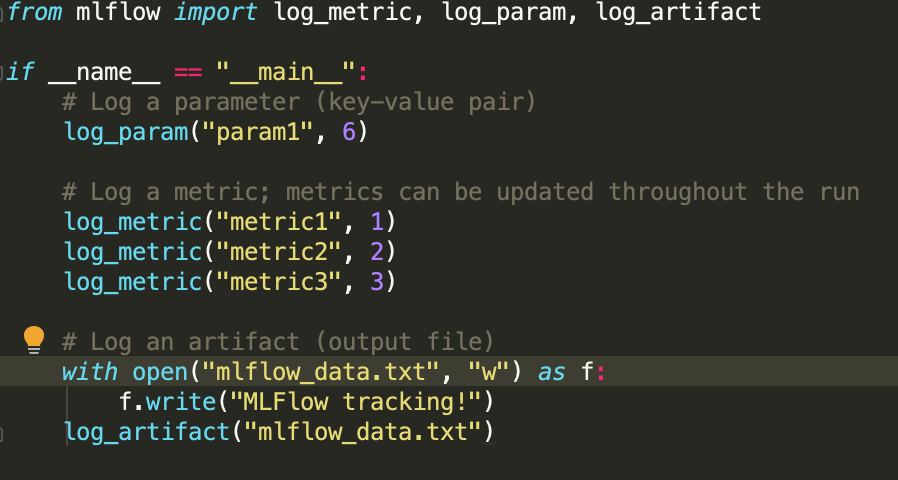 from mlflow import log_metric, log_param, log_artifact
if __name__ == "__main__":
# Log a parameter (key-value pair)
log_param("param1", 6)
# Log a metric; metrics can be updated throughout the run
log_metric("metric1", 1)
log_metric("metric2", 2)
log_metric("metric3", 3)
# Log an artifact (output file)
with open("mlflow_data.txt", "w") as f:
f.write("MLFlow tracking!")
log_artifact("mlflow_data.txt")